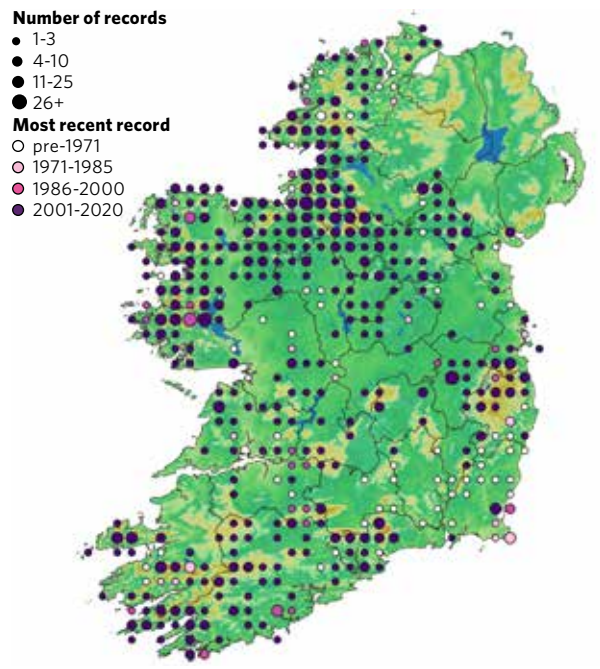 Number of records
1-3
4-10
11-25
26+
Most recent record
pre-1971
1971-1985
1986-2000
2001-2020